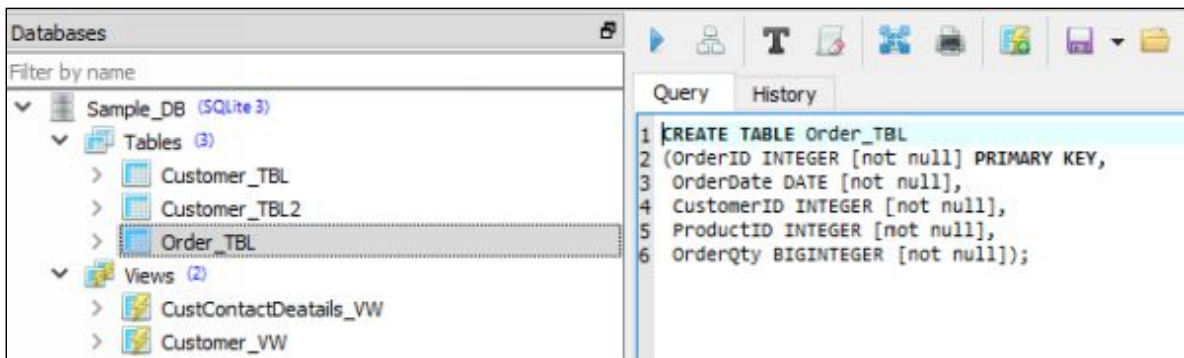 Databases
Filter by name
Sample_DB (SQLite 3)
Tables (3)
Customer_TBL
Customer_TBL2
Order_TBL
Views (2)
CustContactDeatails_VW
Customer_VW
T
Query History
1 CREATE TABLE Order_TBL
2 (OrderID INTEGER [not null] PRIMARY KEY,
3 OrderDate DATE [not null],
4 CustomerID INTEGER [not null],
5 ProductID INTEGER [not null],
6 OrderQty BIGINTEGER [not null]);